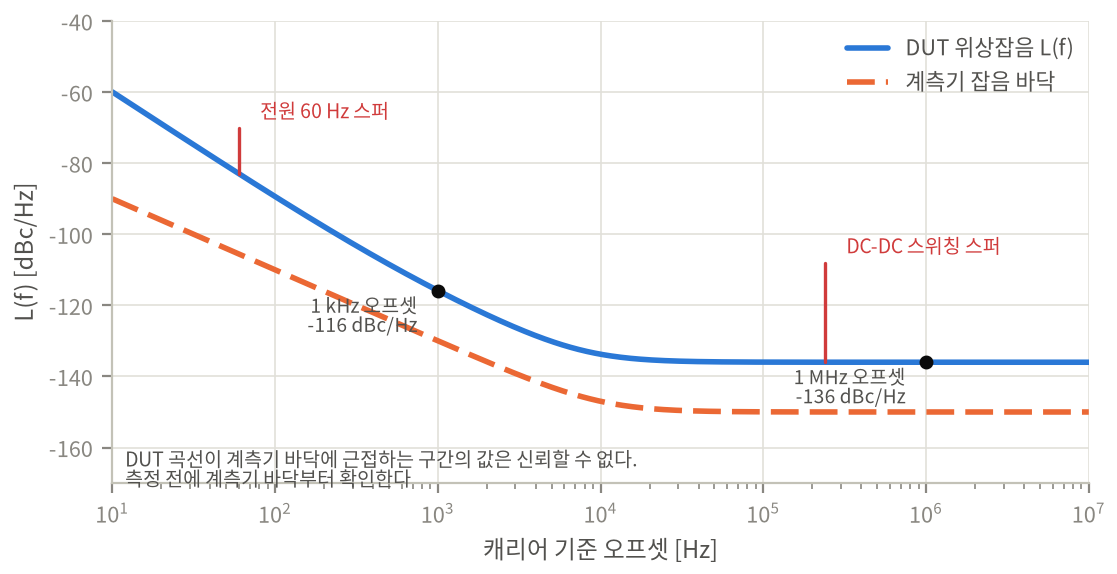 -40
-60
-80
-100
-120
-140
-160
L(f) [dBc/Hz]
DUT 위상잡음 L(f)
계측기 잡음 바닥
전원 60 Hz 스퍼
DC-DC 스위칭 스퍼
1 kHz 오프셋
-116 dBc/Hz
1 MHz 오프셋
-136 dBc/Hz
DUT 곡선이 계측기 바닥에 근접하는 구간의 값은 신뢰할 수 없다.
측정 전에 계측기 바닥부터 확인한다
10¹ 10² 10³ 10⁴ 10⁵ 10⁶ 10⁷
캐리어 기준 오프셋 [Hz]